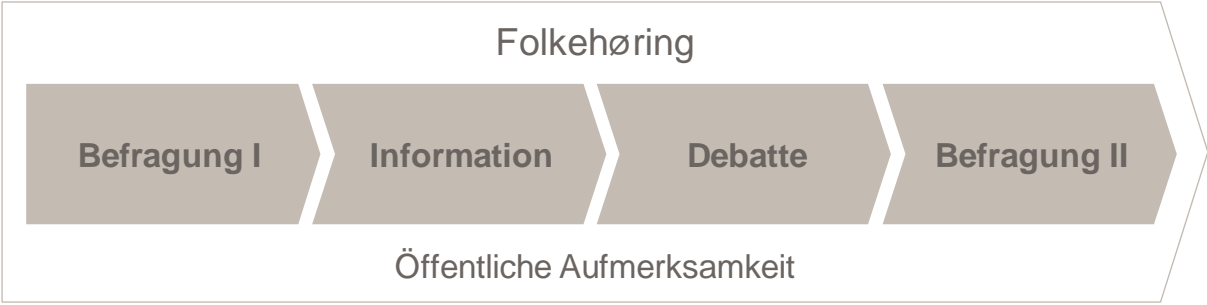 Folkehøring
Befragung I
Information
Debatte
Befragung II
Öffentliche Aufmerksamkeit